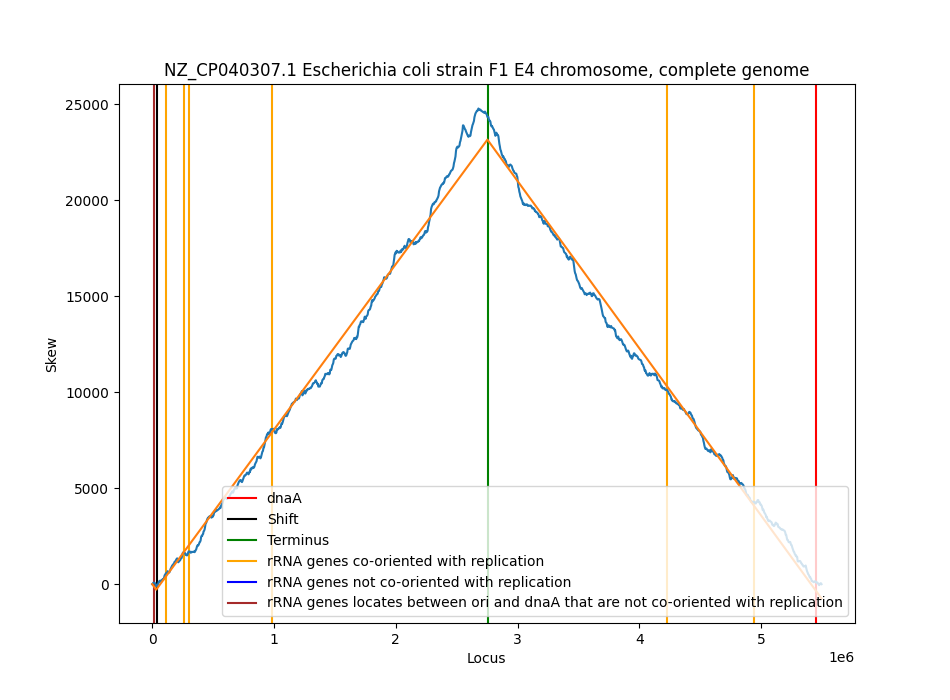 NZ_CP040307.1 Escherichia coli strain F1 E4 chromosome, complete genome
25000
20000
15000
10000
5000
0
Skew
dnaA
Shift
Terminus
rRNA genes co-oriented with replication
rRNA genes not co-oriented with replication
rRNA genes locates between ori and dnaA that are not co-oriented with replication
0 1 2 3 4 5
Locus
1e6